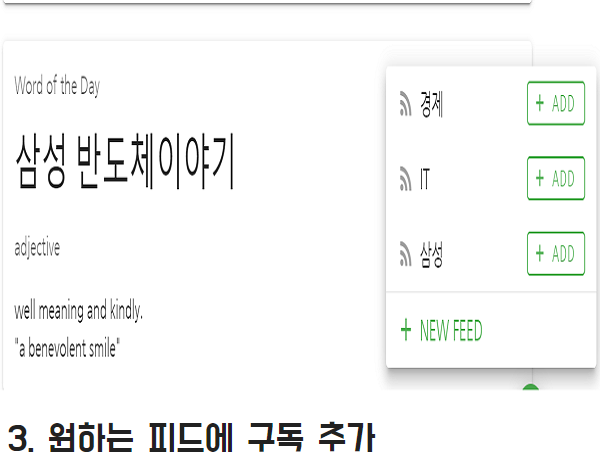 Word of the Day
삼성 반도체이야기
adjective
well meaning and kindly.
"a benevolent smile"
경제
+ ADD
IT
+ ADD
삼성
+ ADD
+ NEW FEED
3. 원하는 피드에 구독 추가